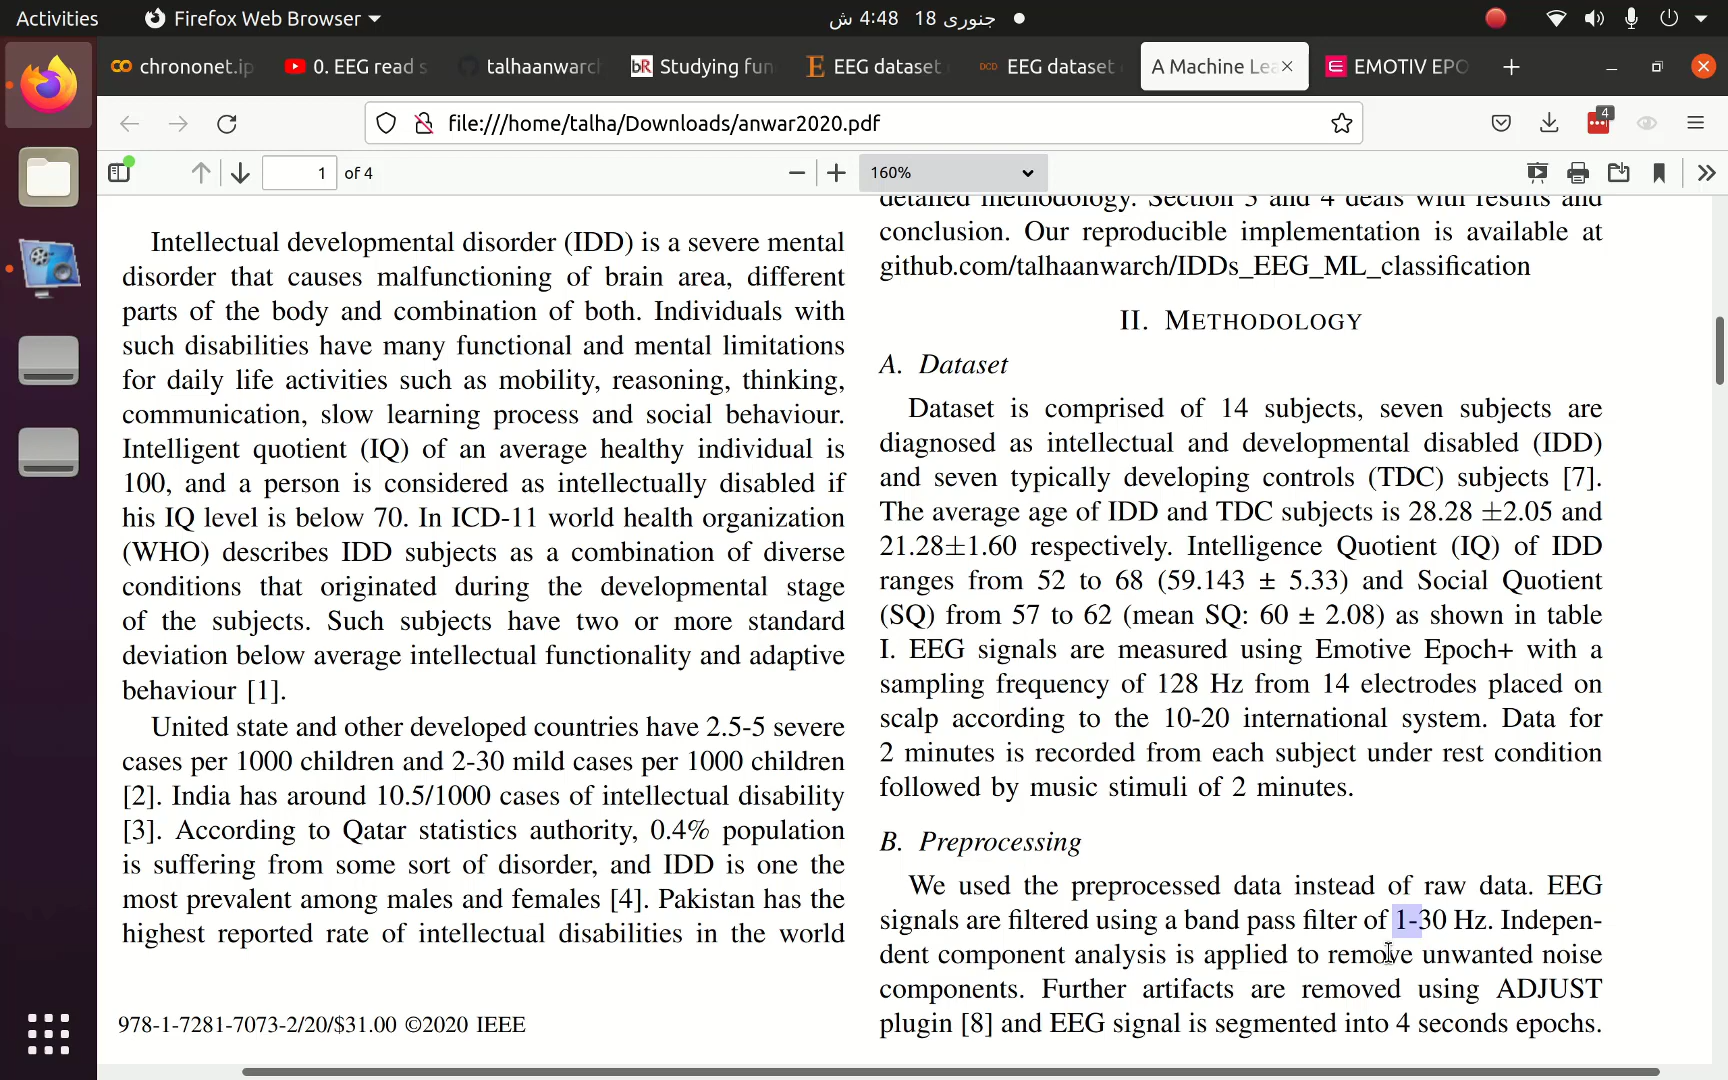 Activities
Firefox Web Browser
18 جنوری 4:48 ش
chrononet.ip
0. EEG read s
talhaanwarch
bR Studying fun
E EEG dataset
DCD EEG dataset
A Machine Lea
EMOTIV EPO
file:///home/talha/Downloads/anwar2020.pdf
4
1 of 4
160%
detailed methodology. Section 3 and 4 deals with results and
conclusion. Our reproducible implementation is available at
github.com/talhaanwarch/IDDs_EEG_ML_classification
II. METHODOLOGY
A. Dataset
Dataset is comprised of 14 subjects, seven subjects are
diagnosed as intellectual and developmental disabled (IDD)
and seven typically developing controls (TDC) subjects [7].
The average age of IDD and TDC subjects is 28.28 ±2.05 and
21.28±1.60 respectively. Intelligence Quotient (IQ) of IDD
ranges from 52 to 68 (59.143 ± 5.33) and Social Quotient
(SQ) from 57 to 62 (mean SQ: 60 ± 2.08) as shown in table
I. EEG signals are measured using Emotive Epoch+ with a
sampling frequency of 128 Hz from 14 electrodes placed on
scalp according to the 10-20 international system. Data for
2 minutes is recorded from each subject under rest condition
followed by music stimuli of 2 minutes.
B. Preprocessing
We used the preprocessed data instead of raw data. EEG
signals are filtered using a band pass filter of 1-30 Hz. Indepen-
dent component analysis is applied to remove unwanted noise
components. Further artifacts are removed using ADJUST
plugin [8] and EEG signal is segmented into 4 seconds epochs.
Intellectual developmental disorder (IDD) is a severe mental
disorder that causes malfunctioning of brain area, different
parts of the body and combination of both. Individuals with
such disabilities have many functional and mental limitations
for daily life activities such as mobility, reasoning, thinking,
communication, slow learning process and social behaviour.
Intelligent quotient (IQ) of an average healthy individual is
100, and a person is considered as intellectually disabled if
his IQ level is below 70. In ICD-11 world health organization
(WHO) describes IDD subjects as a combination of diverse
conditions that originated during the developmental stage
of the subjects. Such subjects have two or more standard
deviation below average intellectual functionality and adaptive
behaviour [1].
United state and other developed countries have 2.5-5 severe
cases per 1000 children and 2-30 mild cases per 1000 children
[2]. India has around 10.5/1000 cases of intellectual disability
[3]. According to Qatar statistics authority, 0.4% population
is suffering from some sort of disorder, and IDD is one the
most prevalent among males and females [4]. Pakistan has the
highest reported rate of intellectual disabilities in the world
978-1-7281-7073-2/20/$31.00 ©2020 IEEE